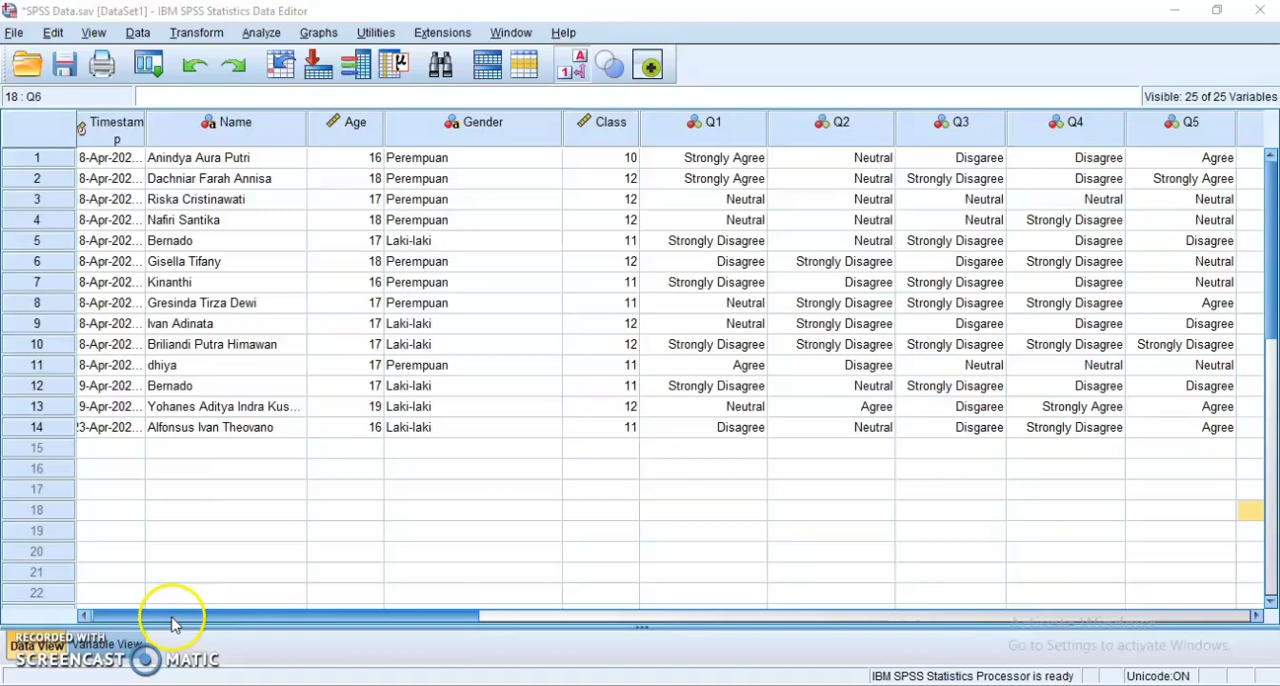 *SPSS Data.sav [DataSet1] - IBM SPSS Statistics Data Editor
File Edit View Data Transform Analyze Graphs Utilities Extensions Window Help
18 : Q6 Visible: 25 of 25 Variables
Timestamp Name Age Gender Class Q1 Q2 Q3 Q4 Q5
1 8-Apr-202... Anindya Aura Putri 16 Perempuan 10 Strongly Agree Neutral Disgaree Disagree Agree
2 8-Apr-202... Dachniar Farah Annisa 18 Perempuan 12 Strongly Agree Neutral Strongly Disagree Disagree Strongly Agree
3 8-Apr-202... Riska Cristinawati 17 Perempuan 12 Neutral Neutral Neutral Neutral Neutral
4 8-Apr-202... Nafiri Santika 18 Perempuan 12 Neutral Neutral Neutral Strongly Disagree Neutral
5 8-Apr-202... Bernado 17 Laki-laki 11 Strongly Disagree Neutral Strongly Disagree Disagree Disagree
6 8-Apr-202... Gisella Tifany 18 Perempuan 12 Disagree Strongly Disagree Strongly Disagree Disagree Neutral
7 8-Apr-202... Kinanthi 16 Perempuan 11 Strongly Disagree Disagree Strongly Disagree Disagree Neutral
8 8-Apr-202... Gresinda Tirza Dewi 17 Perempuan 11 Neutral Strongly Disagree Strongly Disagree Strongly Disagree Agree
9 8-Apr-202... Ivan Adinata 17 Laki-laki 12 Neutral Strongly Disagree Disgaree Strongly Disagree Disagree
10 8-Apr-202... Briliandi Putra Himawan 17 Laki-laki 12 Strongly Disagree Strongly Disagree Strongly Disagree Strongly Disagree Strongly Disagree
11 8-Apr-202... dhiya 17 Perempuan 11 Agree Disagree Neutral Neutral Neutral
12 9-Apr-202... Bernado 17 Laki-laki 11 Strongly Disagree Neutral Strongly Disagree Disagree Disagree
13 9-Apr-202... Yohanes Aditya Indra Kus... 19 Laki-laki 12 Neutral Agree Disgaree Strongly Agree Agree
14 23-Apr-202... Alfonsus Ivan Theovano 16 Laki-laki 11 Disagree Neutral Disgaree Strongly Disagree Agree
15
16
17
18
19
20
21
22
Data View Variable View
RECORDED WITH
SCREENCAST MATIC
Go to Settings to activate Windows.
IBM SPSS Statistics Processor is ready Unicode:ON